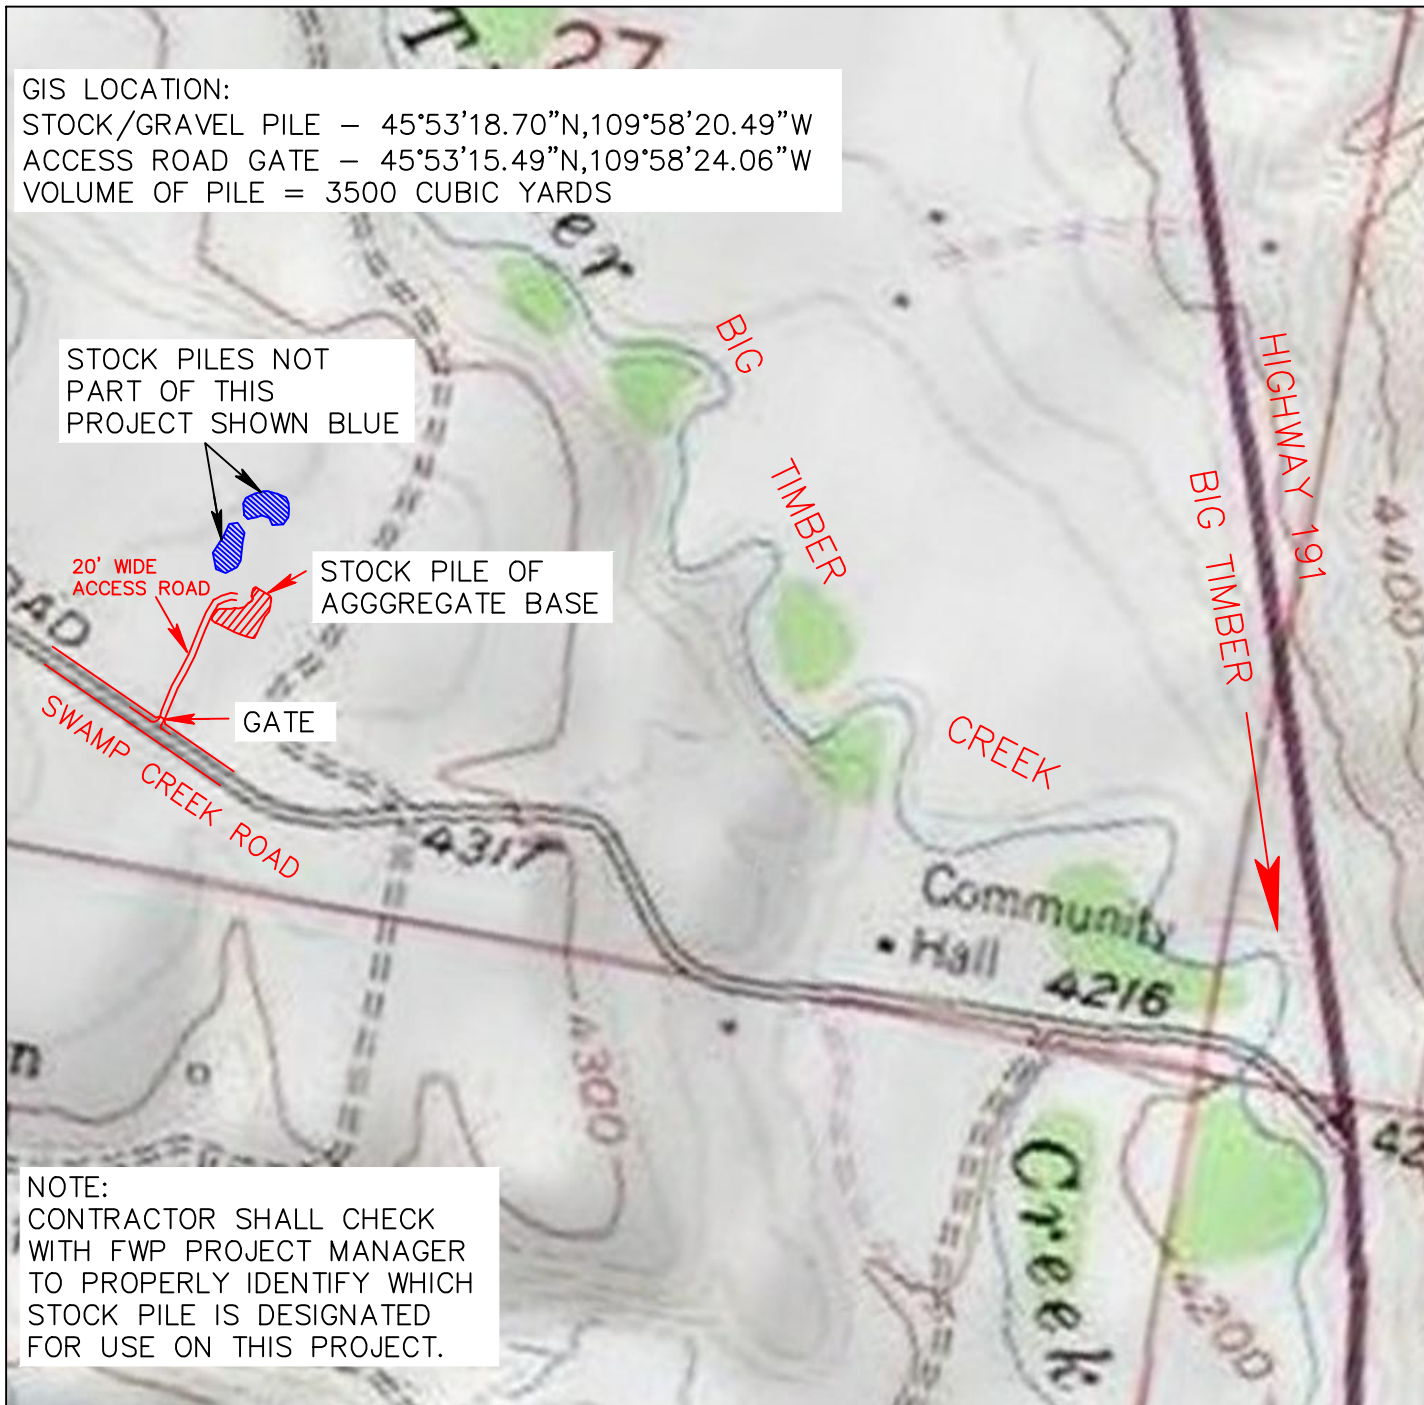 27
GIS LOCATION:
STOCK/GRAVEL PILE – 45°53'18.70"N,109°58'20.49"W
ACCESS ROAD GATE – 45°53'15.49"N,109°58'24.06"W
VOLUME OF PILE = 3500 CUBIC YARDS
er
STOCK PILES NOT
PART OF THIS
PROJECT SHOWN BLUE
BIG
TIMBER
CREEK
HIGHWAY 191
BIG TIMBER
4400
20' WIDE
ACCESS ROAD
STOCK PILE OF
AGGGREGATE BASE
GATE
SWAMP CREEK ROAD
4317
Community
Hall
4216
4300
42
Creek
4200
NOTE:
CONTRACTOR SHALL CHECK
WITH FWP PROJECT MANAGER
TO PROPERLY IDENTIFY WHICH
STOCK PILE IS DESIGNATED
FOR USE ON THIS PROJECT.